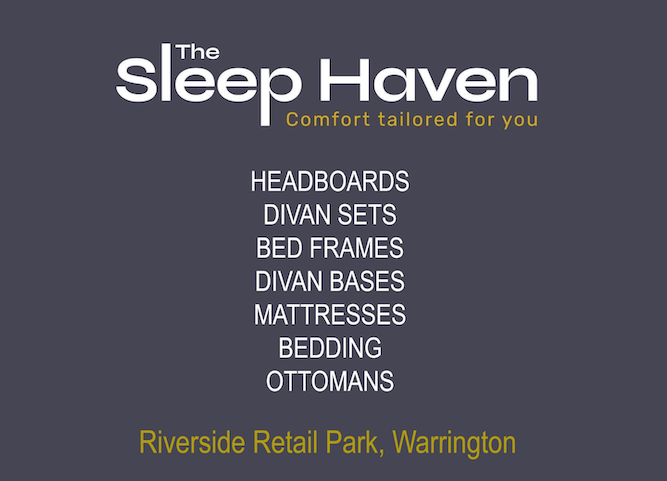 The
Sleep Haven
Comfort tailored for you
HEADBOARDS
DIVAN SETS
BED FRAMES
DIVAN BASES
MATTRESSES
BEDDING
OTTOMANS
Riverside Retail Park, Warrington